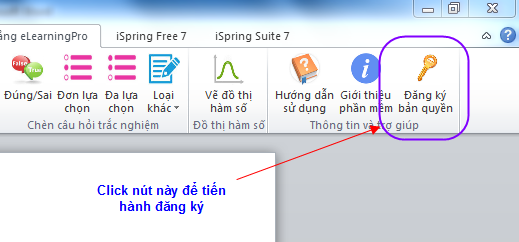 ảng eLearningPro iSpring Free 7 iSpring Suite 7
False True
Đúng/Sai Đơn lựa chọn Đa lựa chọn Loại khác Vẽ đồ thị hàm số Hướng dẫn sử dụng Giới thiệu phần mềm Đăng ký bản quyền
Chèn câu hỏi trắc nghiệm Đồ thị hàm số Thông tin và trợ giúp
Click nút này để tiến
hành đăng ký